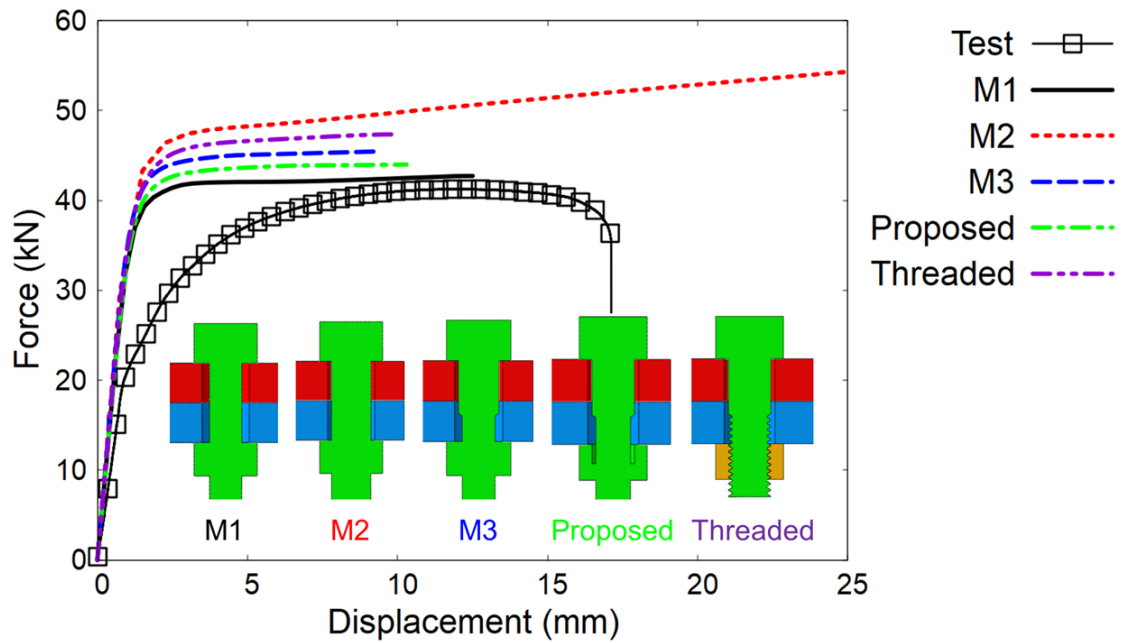 60
50
40
30
20
10
0
Force (kN)
0 5 10 15 20 25
Displacement (mm)
Test
M1
M2
M3
Proposed
Threaded
M1 M2 M3 Proposed Threaded